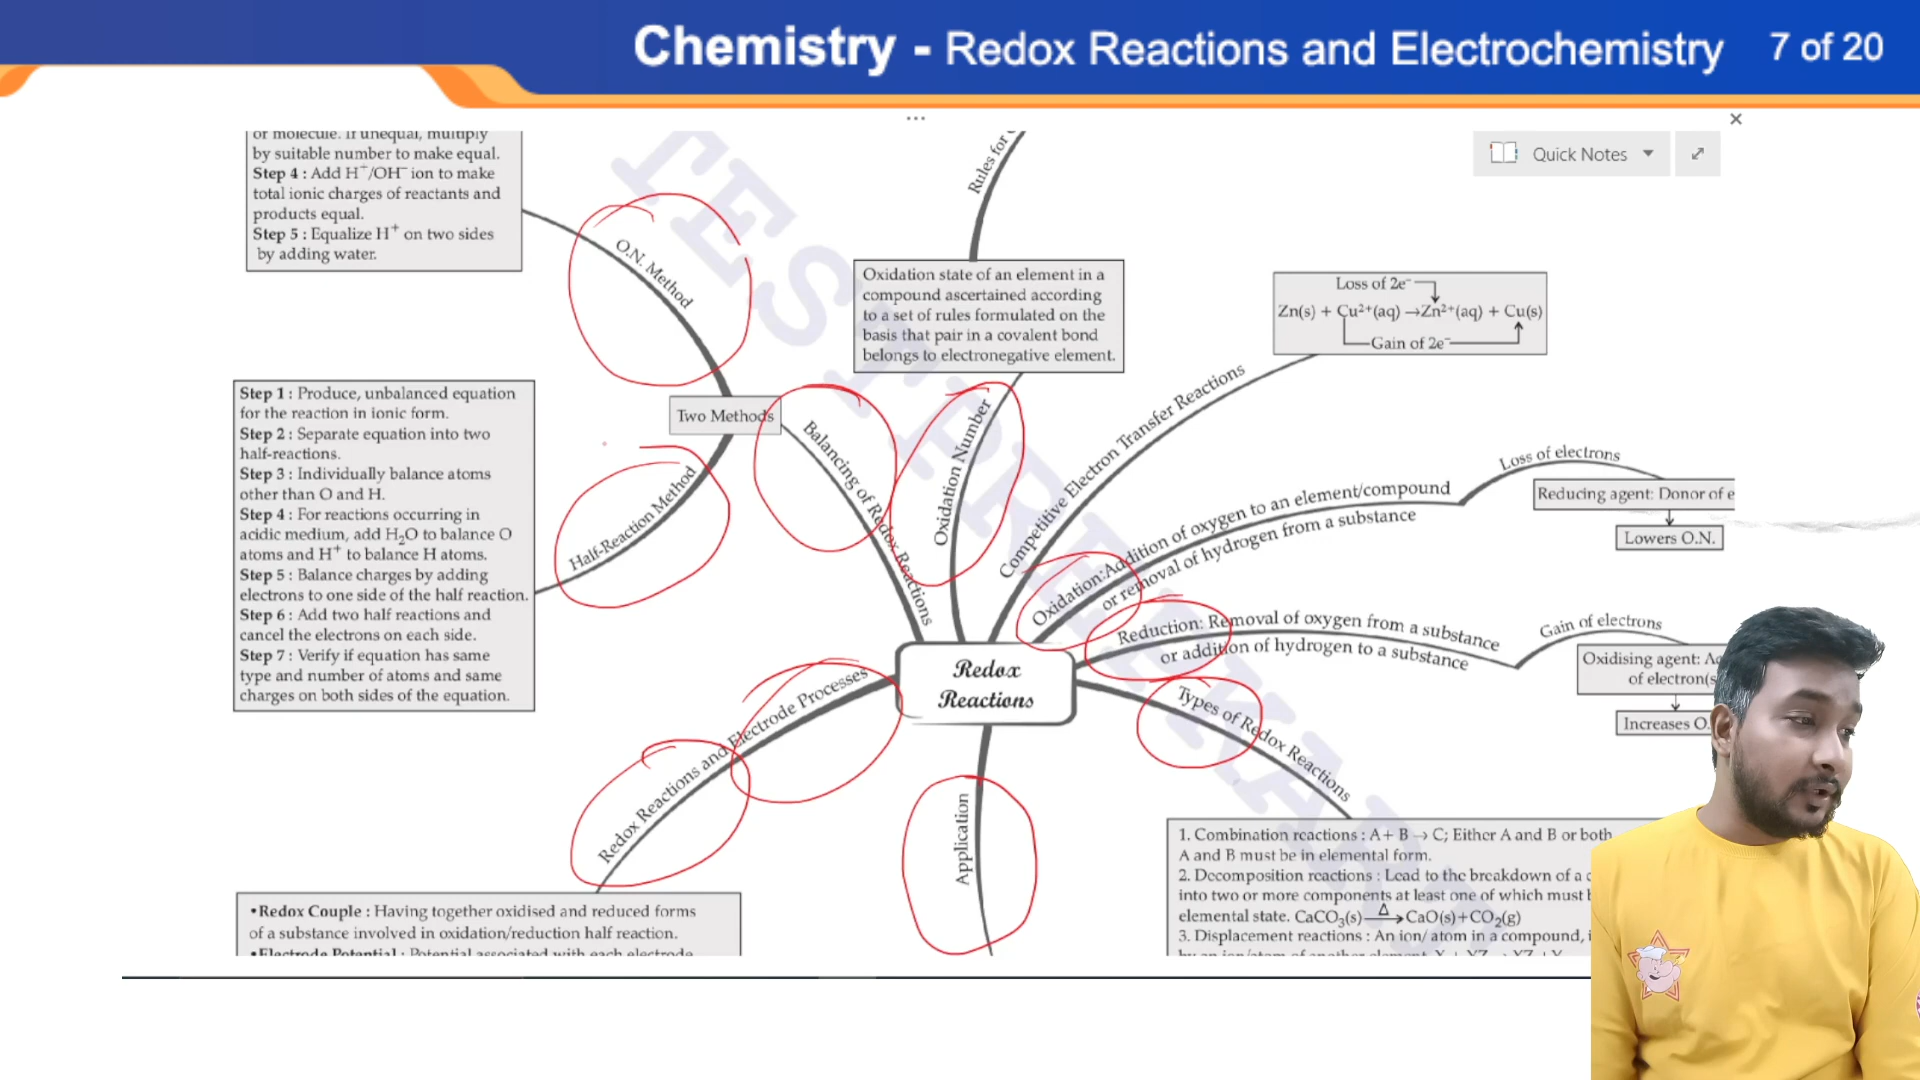 Chemistry - Redox Reactions and Electrochemistry 7 of 20
Quick Notes
or molecule. If unequal, multiply
by suitable number to make equal.
Step 4 : Add H⁺/OH⁻ ion to make
total ionic charges of reactants and
products equal.
Step 5 : Equalize H⁺ on two sides
by adding water.
O.N. Method
Rules for
Oxidation state of an element in a
compound ascertained according
to a set of rules formulated on the
basis that pair in a covalent bond
belongs to electronegative element.
Loss of 2e⁻
Zn(s) + Cu²⁺(aq) →Zn²⁺(aq) + Cu(s)
Gain of 2e⁻
Step 1 : Produce, unbalanced equation
for the reaction in ionic form.
Step 2 : Separate equation into two
half-reactions.
Step 3 : Individually balance atoms
other than O and H.
Step 4 : For reactions occurring in
acidic medium, add H₂O to balance O
atoms and H⁺ to balance H atoms.
Step 5 : Balance charges by adding
electrons to one side of the half reaction.
Step 6 : Add two half reactions and
cancel the electrons on each side.
Step 7 : Verify if equation has same
type and number of atoms and same
charges on both sides of the equation.
Two Methods
Half-Reaction Method
Balancing of Redox Reactions
Oxidation Number
Competitive Electron Transfer Reactions
Oxidation:Addition of oxygen to an element/compound
or removal of hydrogen from a substance
Loss of electrons
Reducing agent: Donor of e
Lowers O.N.
Reduction: Removal of oxygen from a substance
or addition of hydrogen to a substance
Gain of electrons
Oxidising agent:
of electron(s
Increases O.
Redox
Reactions
Types of Redox Reactions
Redox Reactions and Electrode Processes
Application
1. Combination reactions : A+ B → C; Either A and B or both
A and B must be in elemental form.
2. Decomposition reactions : Lead to the breakdown of a c
into two or more components at least one of which must b
elemental state. CaCO₃(s) Δ→ CaO(s)+CO₂(g)
3. Displacement reactions : An ion/ atom in a compound, i
•Redox Couple : Having together oxidised and reduced forms
of a substance involved in oxidation/reduction half reaction.
•Electrode Potential : Potential associated with each electrode